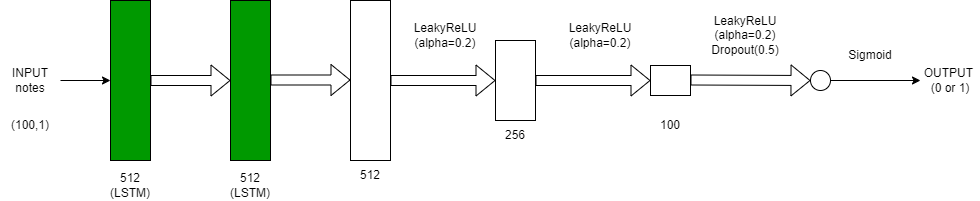 INPUT
notes
(100,1)
512
(LSTM)
512
(LSTM)
512
LeakyReLU
(alpha=0.2)
256
LeakyReLU
(alpha=0.2)
100
LeakyReLU
(alpha=0.2)
Dropout(0.5)
Sigmoid
OUTPUT
(0 or 1)